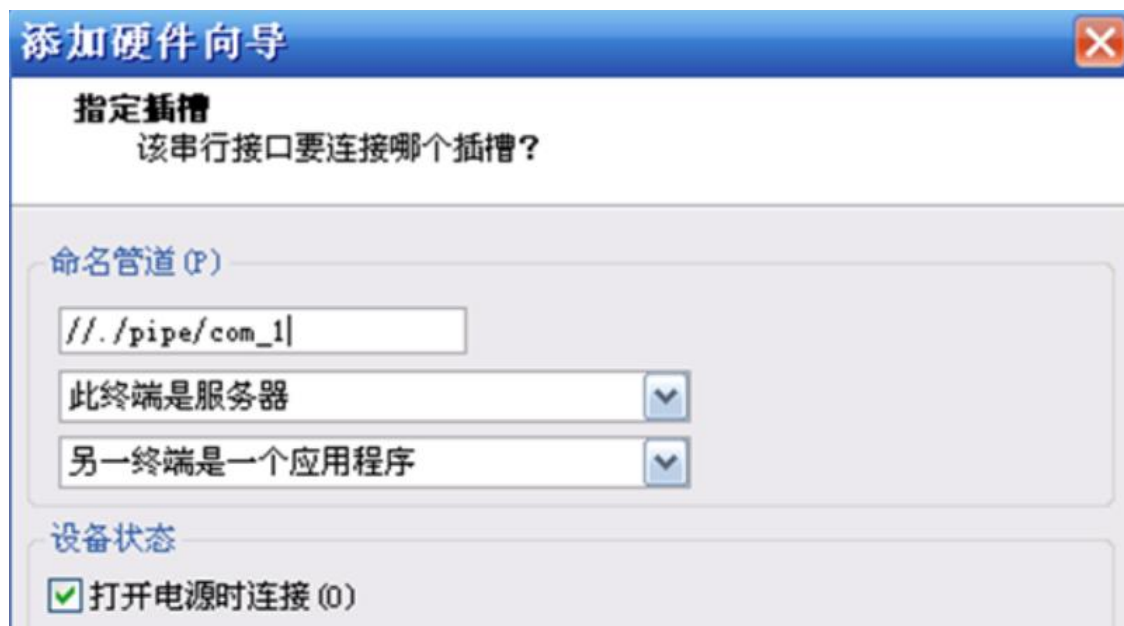 添加硬件向导
指定插槽
该串行接口要连接哪个插槽?
命名管道(P)
//./pipe/com_1
此终端是服务器
另一终端是一个应用程序
设备状态
打开电源时连接(O)